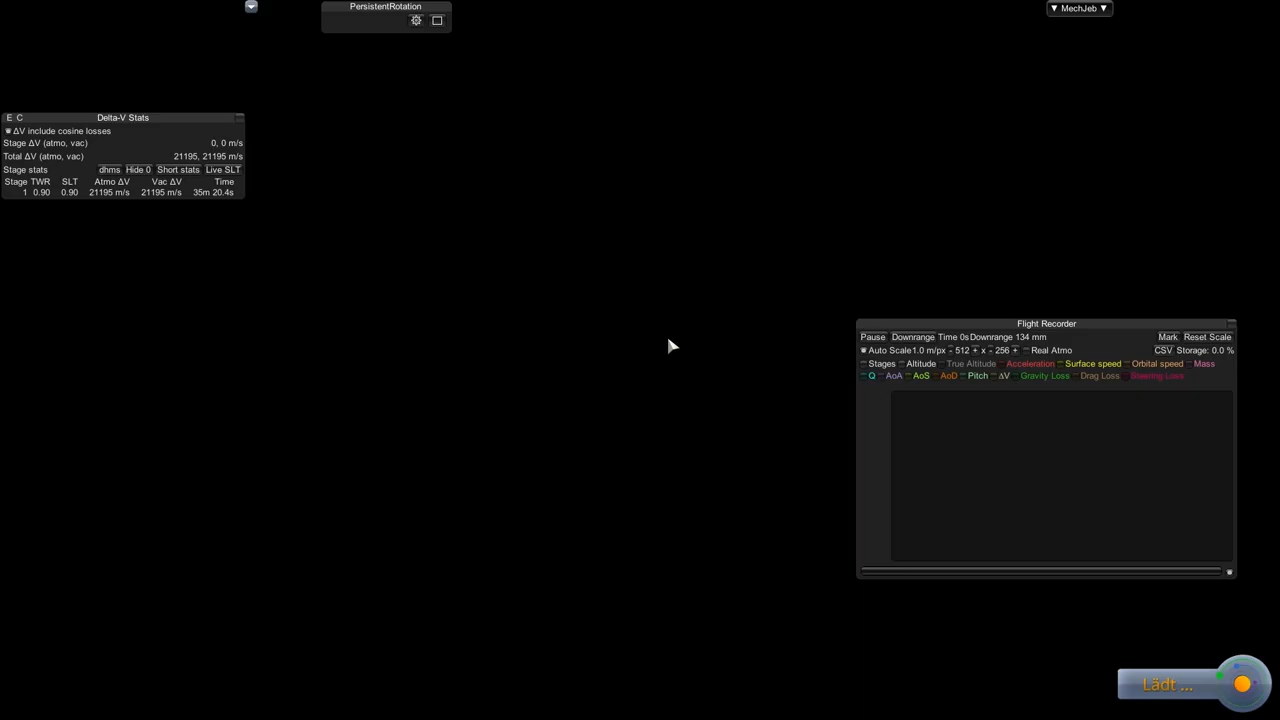 PersistentRotation
▼ MechJeb ▼
E C Delta-V Stats
ΔV include cosine losses
Stage ΔV (atmo, vac) 0, 0 m/s
Total ΔV (atmo, vac) 21195, 21195 m/s
Stage stats dhms Hide 0 Short stats Live SLT
Stage TWR SLT Atmo ΔV Vac ΔV Time
1 0.90 0.90 21195 m/s 21195 m/s 35m 20.4s
Flight Recorder
Pause Downrange Time 0s Downrange 134 mm Mark Reset Scale
Auto Scale 1.0 m/px - 512 + x - 256 + Real Atmo CSV Storage: 0.0 %
Stages Altitude True Altitude Acceleration Surface speed Orbital speed Mass
Q AoA AoS AoD Pitch ΔV Gravity Loss Drag Loss Steering Loss
Lädt ...